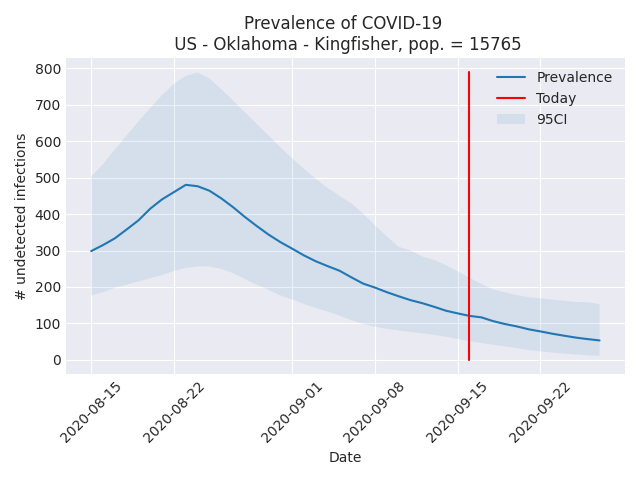 Prevalence of COVID-19
US - Oklahoma - Kingfisher, pop. = 15765
800
700
600
500
400
300
200
100
0
# undetected infections
Prevalence
Today
95CI
2020-08-15
2020-08-22
2020-09-01
2020-09-08
2020-09-15
2020-09-22
Date